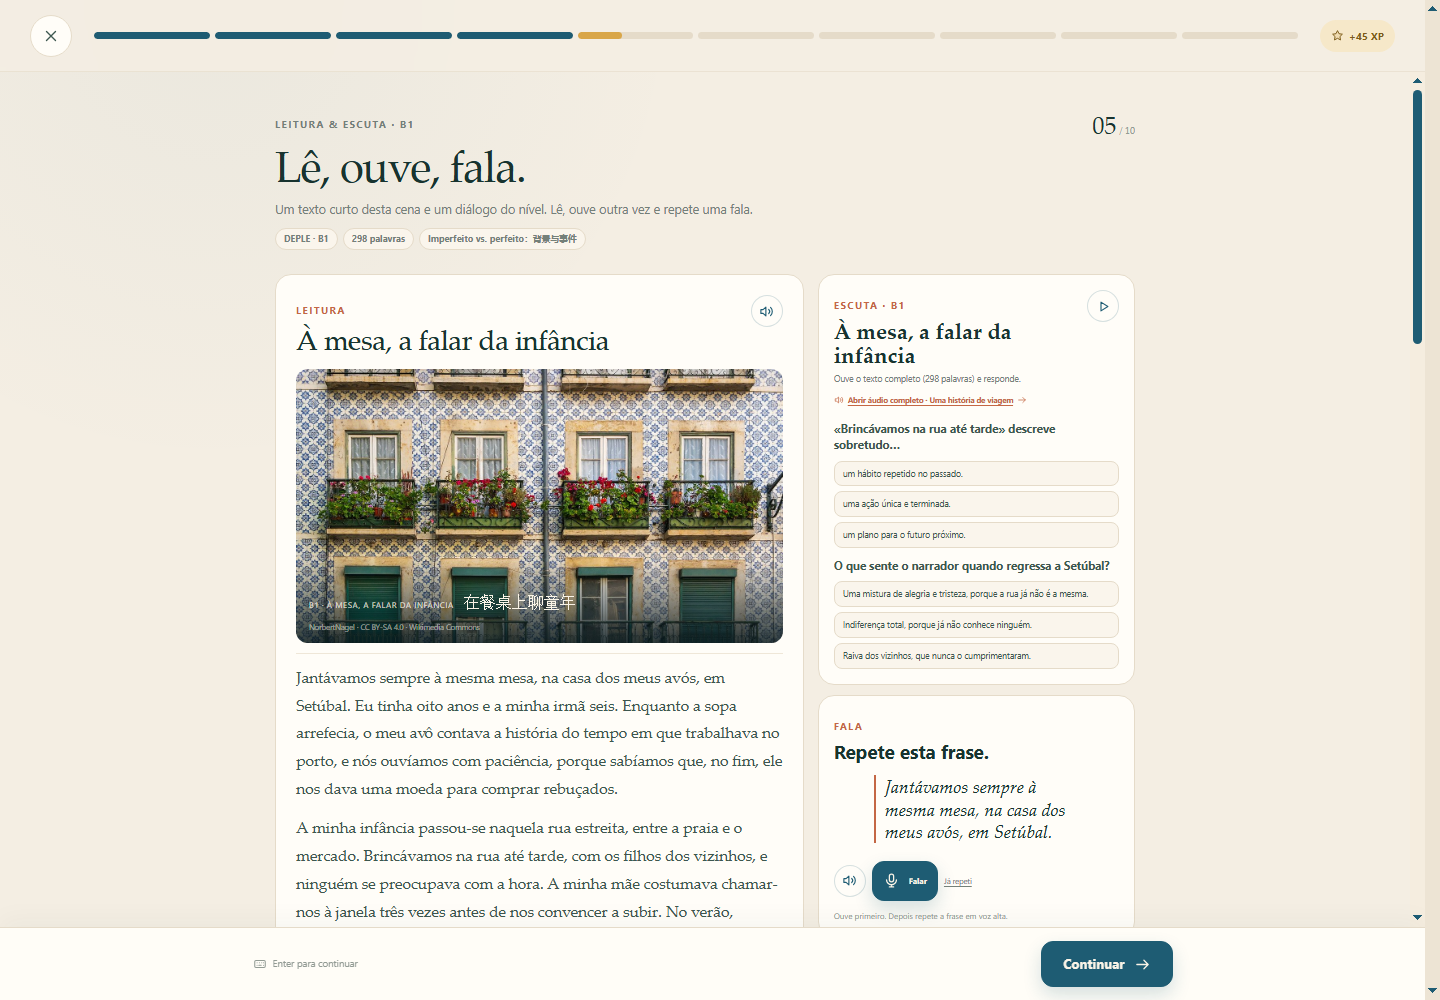 +45 XP
LEITURA & ESCUTA · B1
05 / 10
Lê, ouve, fala.
Um texto curto desta cena e um diálogo do nível. Lê, ouve outra vez e repete uma fala.
DEPLE · B1
298 palavras
Imperfeito vs. perfeito: 背景与事件
LEITURA
À mesa, a falar da infância
B1 · À MESA, A FALAR DA INFÂNCIA 在餐桌上聊童年
NorbertNagel · CC BY-SA 4.0 · Wikimedia Commons
Jantávamos sempre à mesma mesa, na casa dos meus avós, em
Setúbal. Eu tinha oito anos e a minha irmã seis. Enquanto a sopa
arrefecia, o meu avô contava a história do tempo em que trabalhava no
porto, e nós ouvíamos com paciência, porque sabíamos que, no fim, ele
nos dava uma moeda para comprar rebuçados.
A minha infância passou-se naquela rua estreita, entre a praia e o
mercado. Brincávamos na rua até tarde, com os filhos dos vizinhos, e
ninguém se preocupava com a hora. A minha mãe costumava chamar-
nos à janela três vezes antes de nos convencer a subir. No verão,
ESCUTA · B1
À mesa, a falar da
infância
Ouve o texto completo (298 palavras) e responde.
Abrir áudio completo · Uma história de viagem →
«Brincávamos na rua até tarde» descreve
sobretudo…
um hábito repetido no passado.
uma ação única e terminada.
um plano para o futuro próximo.
O que sente o narrador quando regressa a Setúbal?
Uma mistura de alegria e tristeza, porque a rua já não é a mesma.
Indiferença total, porque já não conhece ninguém.
Raiva dos vizinhos, que nunca o cumprimentaram.
FALA
Repete esta frase.
Jantávamos sempre à
mesma mesa, na casa dos
meus avós, em Setúbal.
Falar
Já repeti
Ouve primeiro. Depois repete a frase em voz alta.
Enter para continuar
Continuar →